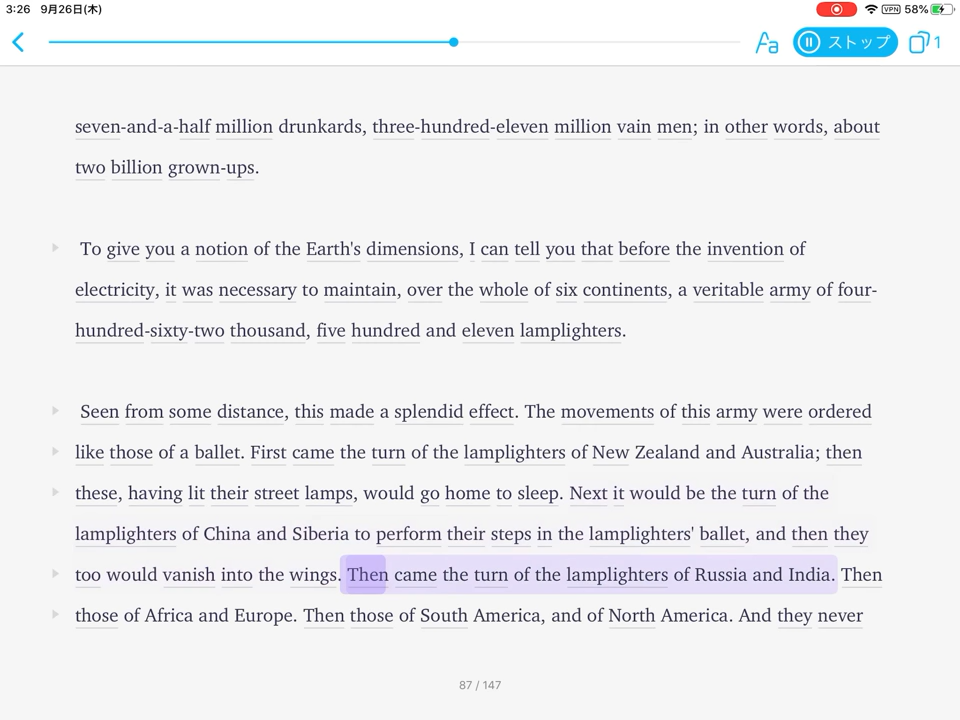 3:26 9月26日(木) VPN 58%
Aa ストップ 1
seven-and-a-half million drunkards, three-hundred-eleven million vain men; in other words, about
two billion grown-ups.
To give you a notion of the Earth's dimensions, I can tell you that before the invention of
electricity, it was necessary to maintain, over the whole of six continents, a veritable army of four-
hundred-sixty-two thousand, five hundred and eleven lamplighters.
Seen from some distance, this made a splendid effect. The movements of this army were ordered
like those of a ballet. First came the turn of the lamplighters of New Zealand and Australia; then
these, having lit their street lamps, would go home to sleep. Next it would be the turn of the
lamplighters of China and Siberia to perform their steps in the lamplighters' ballet, and then they
too would vanish into the wings. Then came the turn of the lamplighters of Russia and India. Then
those of Africa and Europe. Then those of South America, and of North America. And they never
87 / 147